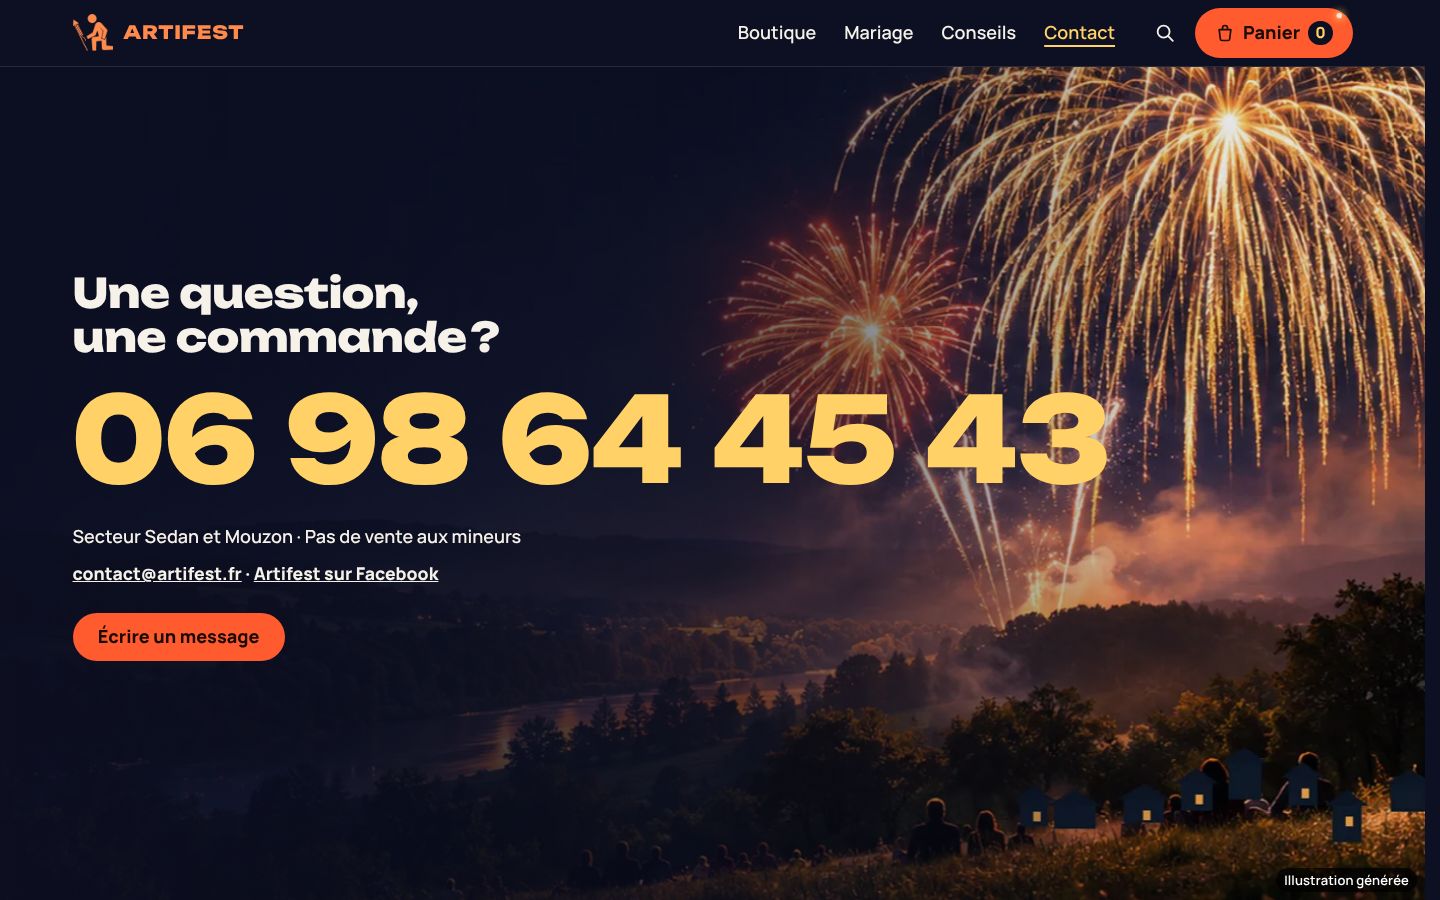 ARTIFEST
Boutique Mariage Conseils Contact Panier 0
Une question,
une commande ?
06 98 64 45 43
Secteur Sedan et Mouzon · Pas de vente aux mineurs
contact@artifest.fr · Artifest sur Facebook
Écrire un message
Illustration générée